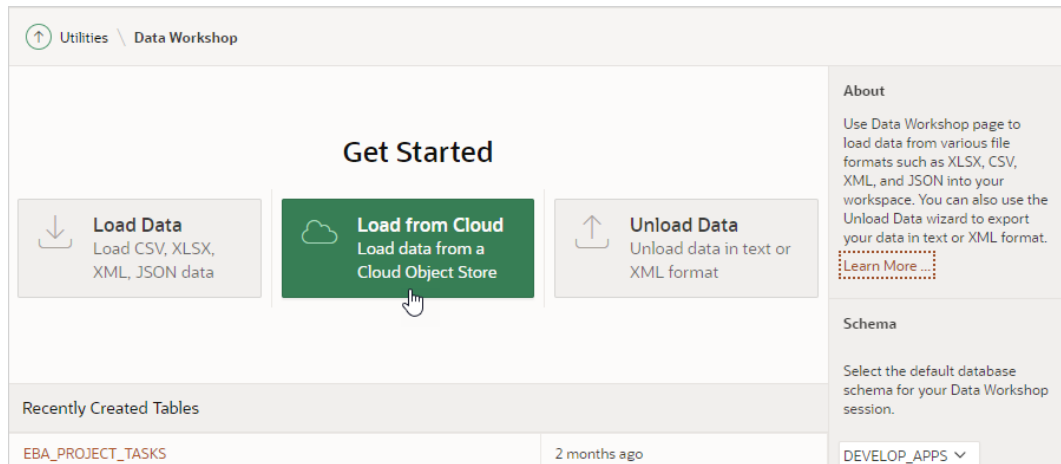 Utilities \ Data Workshop
Get Started
Load Data
Load CSV, XLSX,
XML, JSON data
Load from Cloud
Load data from a
Cloud Object Store
Unload Data
Unload data in text or
XML format
Recently Created Tables
EBA_PROJECT_TASKS
2 months ago
About
Use Data Workshop page to
load data from various file
formats such as XLSX, CSV,
XML, and JSON into your
workspace. You can also use the
Unload Data wizard to export
your data in text or XML format.
Learn More ...
Schema
Select the default database
schema for your Data Workshop
session.
DEVELOP_APPS